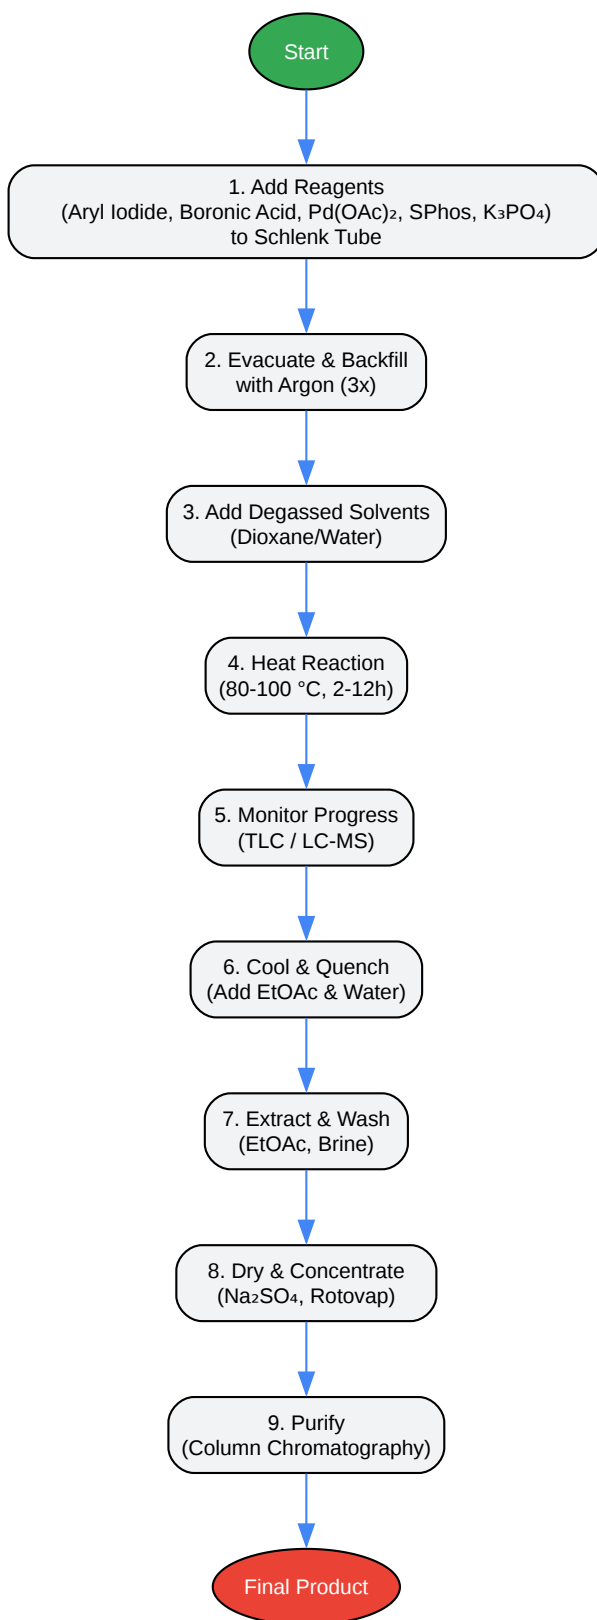 Start
1. Add Reagents
(Aryl Iodide, Boronic Acid, Pd(OAc)₂, SPhos, K₃PO₄)
to Schlenk Tube
2. Evacuate & Backfill
with Argon (3x)
3. Add Degassed Solvents
(Dioxane/Water)
4. Heat Reaction
(80-100 °C, 2-12h)
5. Monitor Progress
(TLC / LC-MS)
6. Cool & Quench
(Add EtOAc & Water)
7. Extract & Wash
(EtOAc, Brine)
8. Dry & Concentrate
(Na₂SO₄, Rotovap)
9. Purify
(Column Chromatography)
Final Product